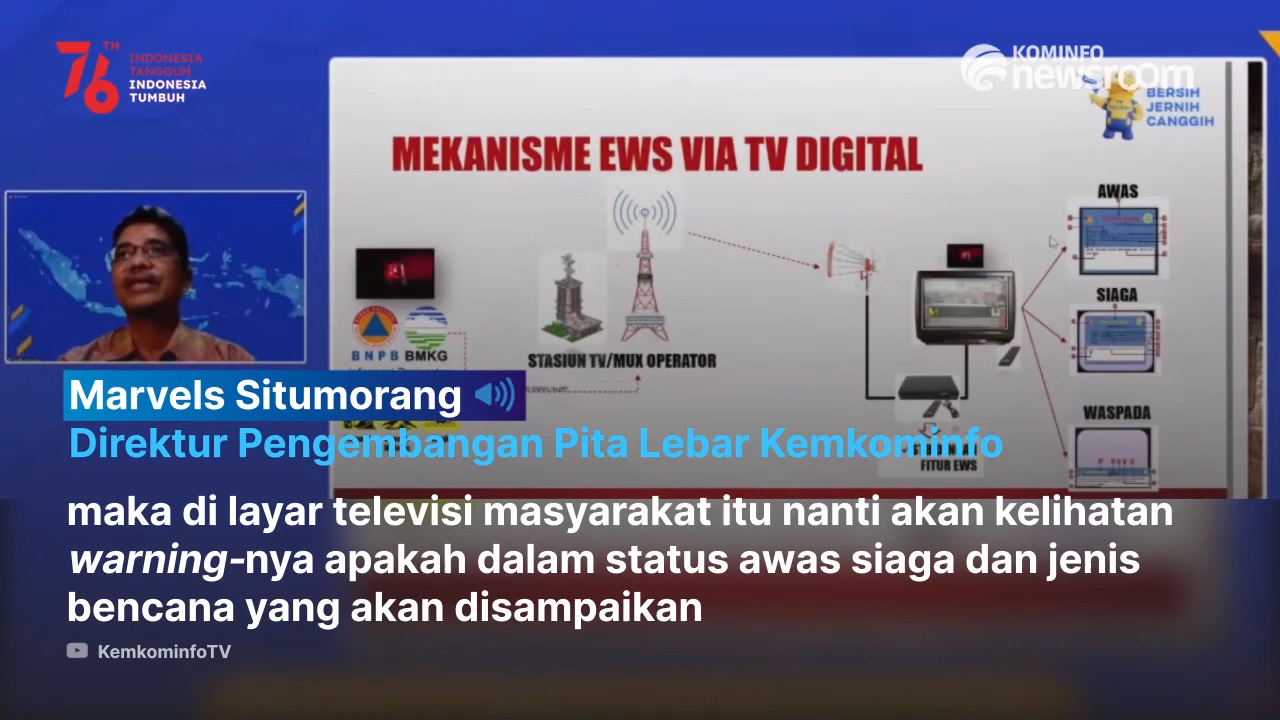 76TH
INDONESIA
TANGGUH
INDONESIA
TUMBUH
KOMINFO
newsroom
BERSIH
JERNIH
CANGGIH
MEKANISME EWS VIA TV DIGITAL
AWAS
BNPB BMKG
SIAGA
STASIUN TV/MUX OPERATOR
WASPADA
FITUR EWS
Marvels Situmorang
Direktur Pengembangan Pita Lebar Kemkominfo
maka di layar televisi masyarakat itu nanti akan kelihatan
warning-nya apakah dalam status awas siaga dan jenis
bencana yang akan disampaikan
KemkominfoTV